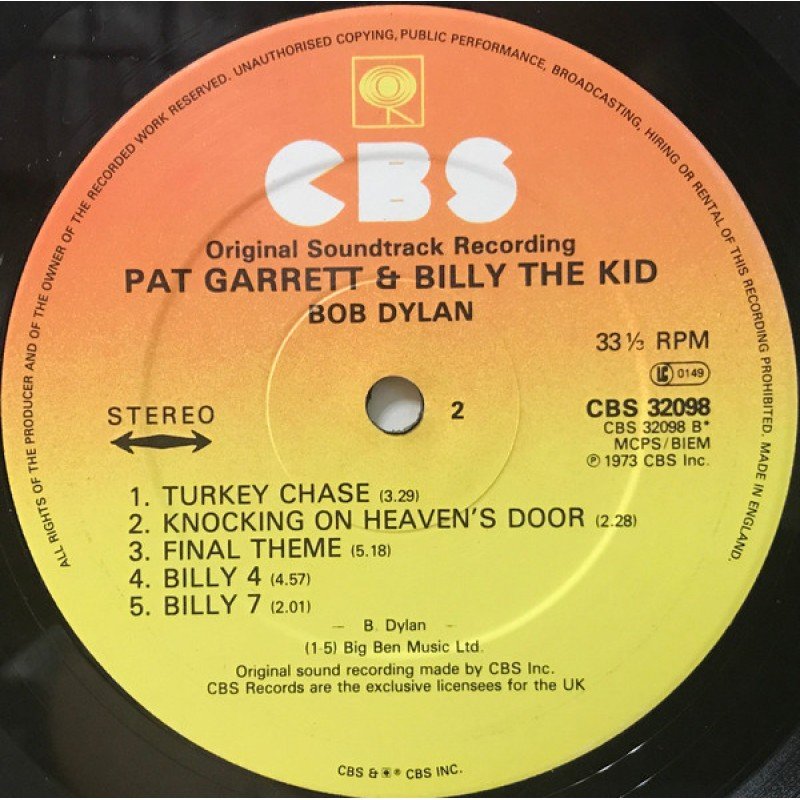 ALL RIGHTS OF THE PRODUCER AND OF THE OWNER OF THE RECORDED WORK RESERVED. UNAUTHORISED COPYING, PUBLIC PERFORMANCE, BROADCASTING, HIRING OR RENTAL OF THIS RECORDING PROHIBITED. MADE IN ENGLAND.
CBS
Original Soundtrack Recording
PAT GARRETT & BILLY THE KID
BOB DYLAN
33⅓ RPM
LC 0149
STEREO
2
CBS 32098
CBS 32098 B*
MCPS/BIEM
℗ 1973 CBS Inc.
1. TURKEY CHASE (3.29)
2. KNOCKING ON HEAVEN'S DOOR (2.28)
3. FINAL THEME (5.18)
4. BILLY 4 (4.57)
5. BILLY 7 (2.01)
– B. Dylan –
(1-5) Big Ben Music Ltd.
Original sound recording made by CBS Inc.
CBS Records are the exclusive licensees for the UK
CBS & ® CBS INC.